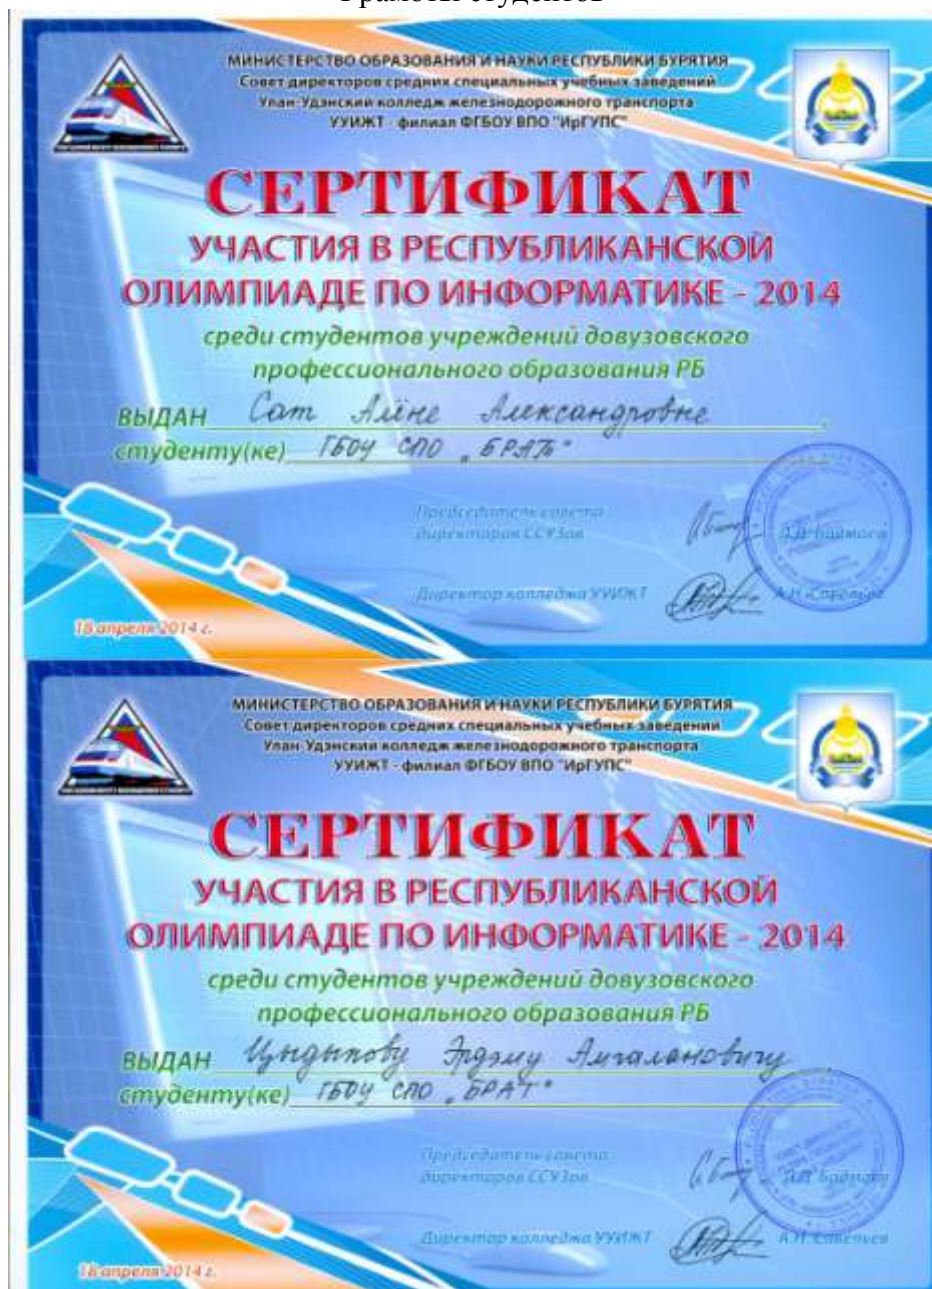 Грамоты студентов
МИНИСТЕРСТВО ОБРАЗОВАНИЯ И НАУКИ РЕСПУБЛИКИ БУРЯТИЯ
Совет директоров средних специальных учебных заведений
Улан-Удэнский колледж железнодорожного транспорта
УУИЖТ - филиал ФГБОУ ВПО "ИрГУПС"
СЕРТИФИКАТ
УЧАСТИЯ В РЕСПУБЛИКАНСКОЙ
ОЛИМПИАДЕ ПО ИНФОРМАТИКЕ - 2014
среди студентов учреждений довузовского
профессионального образования РБ
ВЫДАН Сат Алёне Александровне
студенту(ке) ГБОУ СПО "БРАТ"
Председатель совета
директоров ССУЗов
Директор колледжа УУИЖТ А.И. Савельев
18 апреля 2014 г.
МИНИСТЕРСТВО ОБРАЗОВАНИЯ И НАУКИ РЕСПУБЛИКИ БУРЯТИЯ
Совет директоров средних специальных учебных заведений
Улан-Удэнский колледж железнодорожного транспорта
УУИЖТ - филиал ФГБОУ ВПО "ИрГУПС"
СЕРТИФИКАТ
УЧАСТИЯ В РЕСПУБЛИКАНСКОЙ
ОЛИМПИАДЕ ПО ИНФОРМАТИКЕ - 2014
среди студентов учреждений довузовского
профессионального образования РБ
ВЫДАН Цыдыпову Эрдэму Амгалановичу
студенту(ке) ГБОУ СПО "БРАТ"
Председатель совета
директоров ССУЗов Бадмаев
Директор колледжа УУИЖТ А.И. Савельев
18 апреля 2014 г.